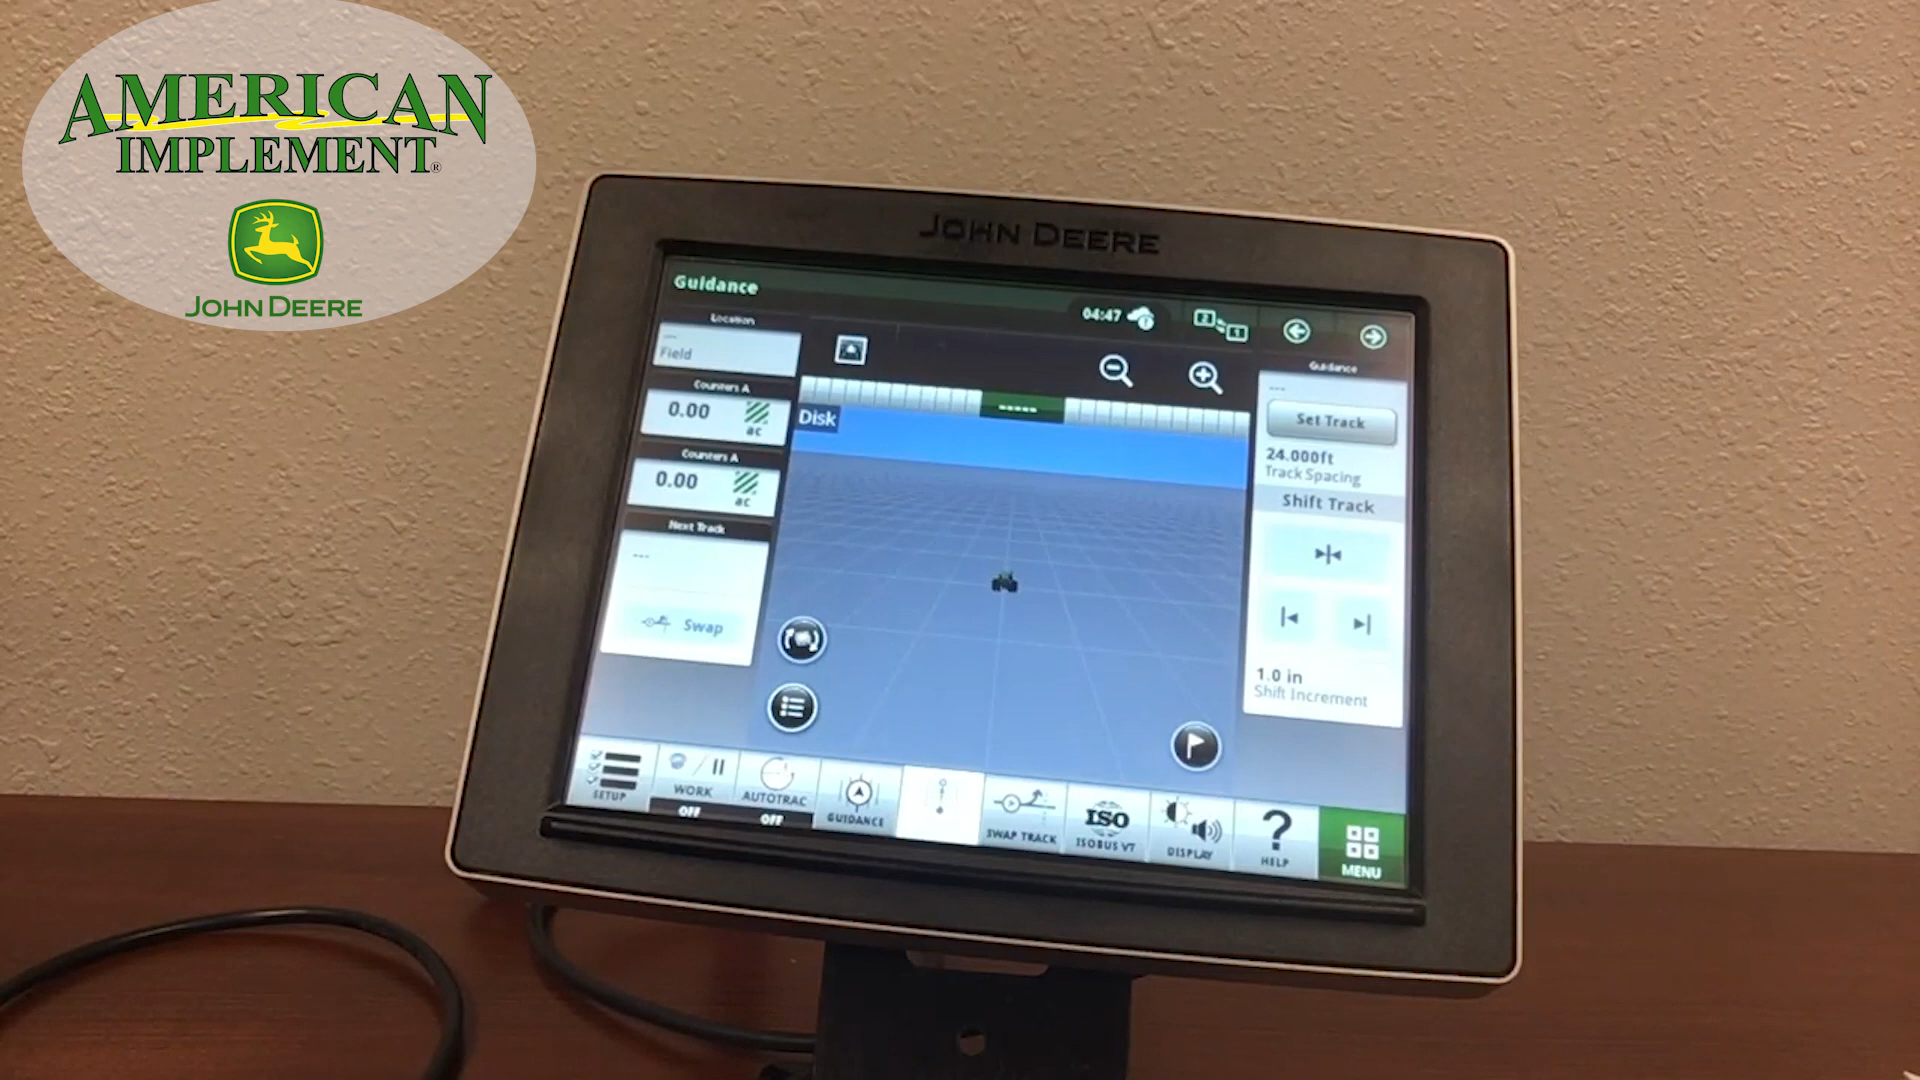 AMERICAN
IMPLEMENT®
JOHN DEERE
JOHN DEERE
Guidance
04:47
2
1
Location
---
Field
Counters A
0.00
ac
Counters A
0.00
ac
Next Track
---
Swap
Disk
-----
Guidance
---
Set Track
24.000ft
Track Spacing
Shift Track
1.0 in
Shift Increment
SETUP
WORK
OFF
AUTOTRAC
OFF
GUIDANCE
SWAP TRACK
ISO
ISOBUS VT
DISPLAY
?
HELP
MENU